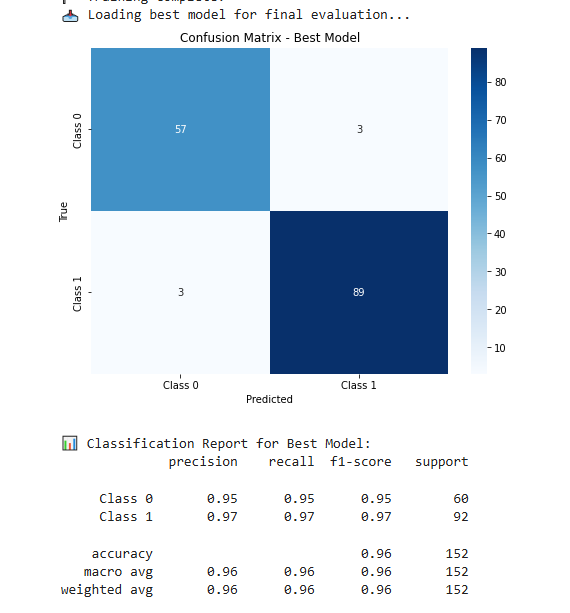 Training complete.
📥 Loading best model for final evaluation...
Confusion Matrix - Best Model
80
Class 0 57 3
70
60
True
50
40
Class 1 3 89
30
20
10
Class 0 Class 1
Predicted
📊 Classification Report for Best Model:
precision recall f1-score support
Class 0 0.95 0.95 0.95 60
Class 1 0.97 0.97 0.97 92
accuracy 0.96 152
macro avg 0.96 0.96 0.96 152
weighted avg 0.96 0.96 0.96 152